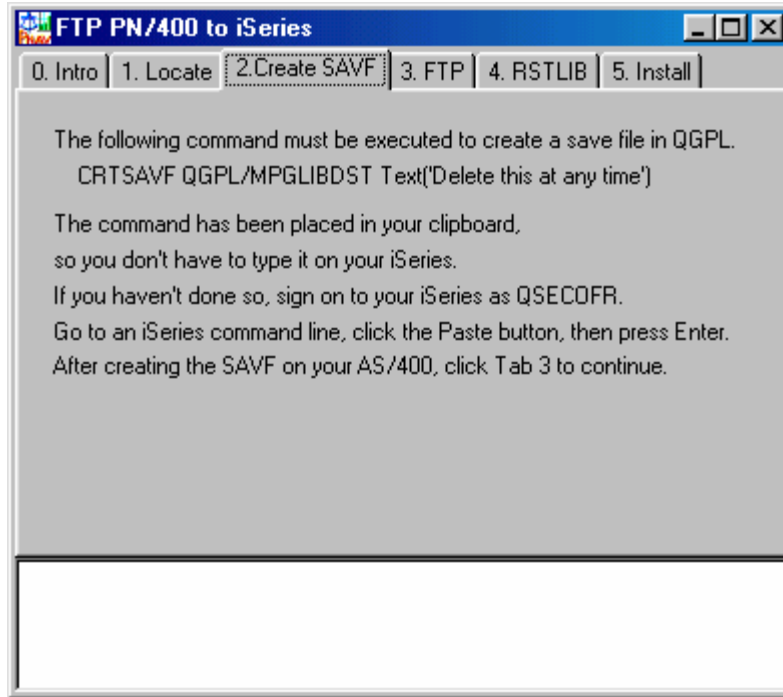 FTP PN/400 to iSeries
0. Intro 1. Locate 2.Create SAVF 3. FTP 4. RSTLIB 5. Install
The following command must be executed to create a save file in QGPL.
CRTSAVF QGPL/MPGLIBDST Text('Delete this at any time')
The command has been placed in your clipboard,
so you don't have to type it on your iSeries.
If you haven't done so, sign on to your iSeries as QSECOFR.
Go to an iSeries command line, click the Paste button, then press Enter.
After creating the SAVF on your AS/400, click Tab 3 to continue.